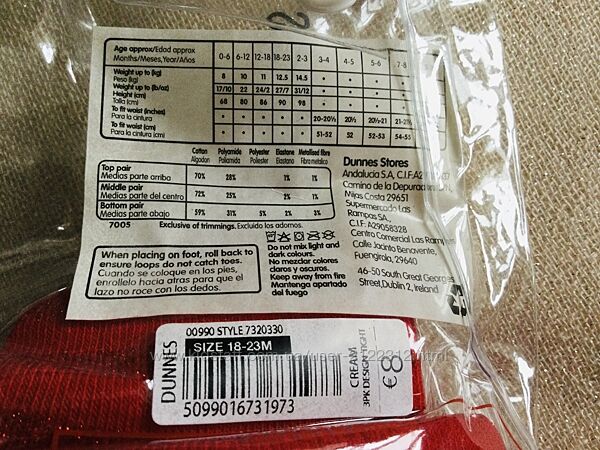 Age approx/Edad approx
Months/Meses,Year/Años
0-6 6-12 12-18 18-23 2-3 3-4 4-5 5-6 7-8
Weight up to (kg) 8 10 11 12.5 14.5 • • • •
Peso (kg)
Weight up to (lb/oz) 17/10 22 24/2 27/7 31/12 • • • •
Height (cm) 68 80 86 90 98 • • • •
Talla (cm)
To fit waist (inches) • • • • • 20-20½ 20½ 20½-21
Para la cintura (in)
To fit waist (cm) • • • • • 51-52 52 52-53 54-55
Para la cintura (cm)
Cotton Polyamide Polyester Elastane Metallised fibre
Algodon Poliamida Poliester Elastano Fibra metalico
Top pair 70% 28% 1% 1%
Medias parte arriba
Middle pair 72% 25% 2% 1%
Medias parte del centro
Bottom pair 59% 31% 5% 2% 3%
Medias parte abajo
7005 Exclusive of trimmings. Excluido los adornos.
When placing on foot, roll back to
ensure loops do not catch toes.
Cuando se coloque en los pies,
enrollelo hacia atras para que el
lazo no roce con los dedos.
Do not mix light and
dark colours.
No mezclar colores
claros y oscuros.
Keep away from fire
Mantenga apartado
del fuego
Dunnes Stores
Andalucia S.A, C.I.F.
Camino de la Depuracion
Mijas Costa 29651
Supermercado Las
Rampas SA,
C.I.F: A29058328
Centro Comercial Las Rampas
Calle Jacinto Benavente,
Fuengirola, 29640
46-50 South Great Georges
Street,Dublin 2, Ireland
DUNNES
00990 STYLE 7320330
SIZE 18-23M
5099016731973
CREAM
3PK DESIGN TIGHT
€8